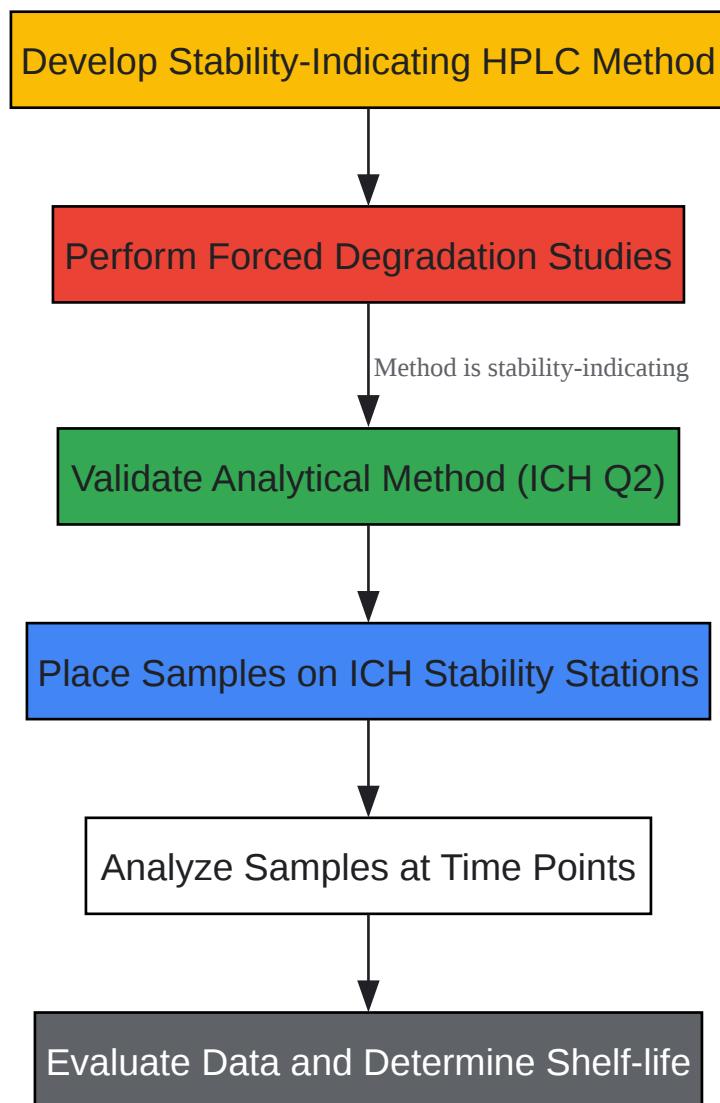 Develop Stability-Indicating HPLC Method
Perform Forced Degradation Studies
Method is stability-indicating
Validate Analytical Method (ICH Q2)
Place Samples on ICH Stability Stations
Analyze Samples at Time Points
Evaluate Data and Determine Shelf-life